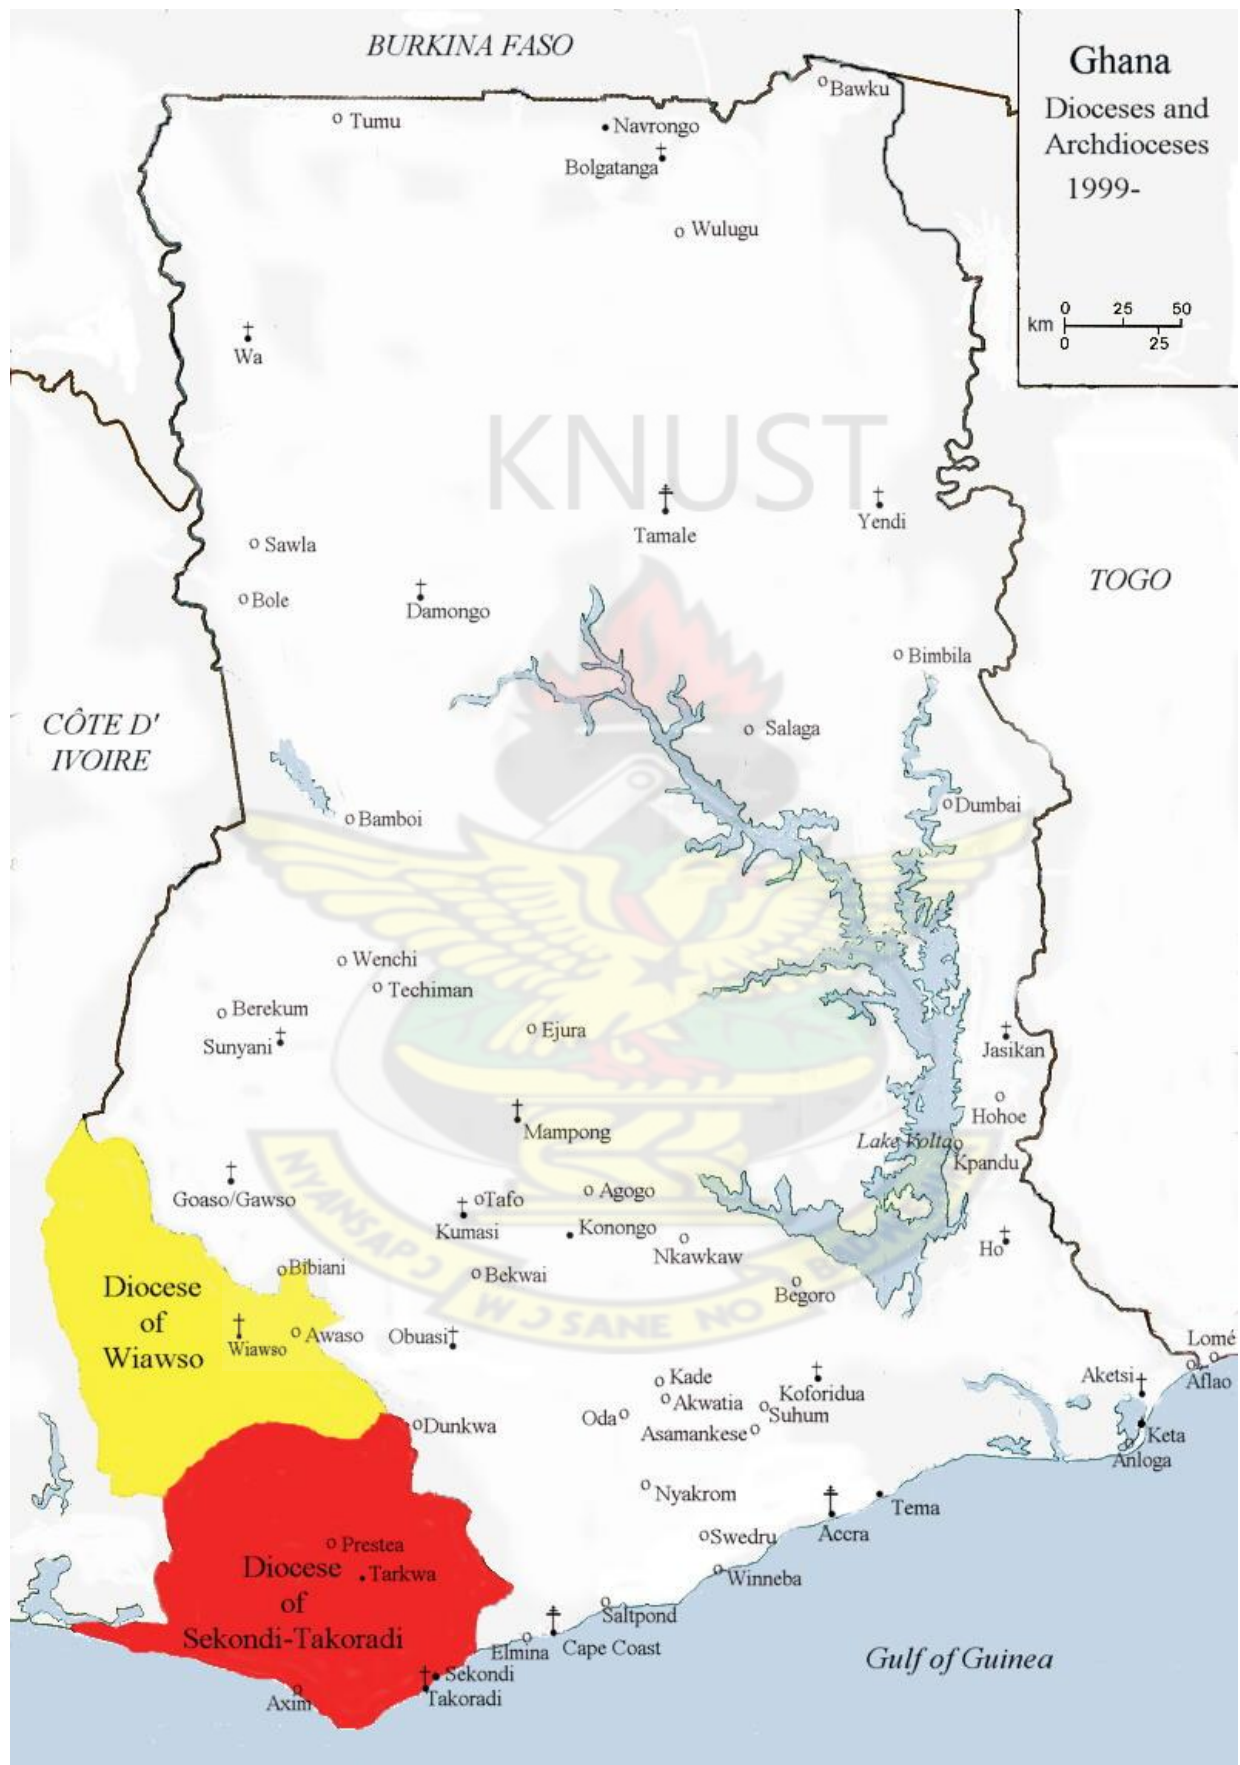 BURKINA FASO
Ghana
Dioceses and
Archdioceses
1999-
0 25 50
km
0 25
Bawku
Tumu
Navrongo
Bolgatanga
Wulugu
Wa
KNUST
Tamale
Yendi
Sawla
Bole
Damongo
TOGO
Bimbila
CÔTE D'
IVOIRE
Salaga
Dumbai
Bamboi
Wenchi
Techiman
Berekum
Sunyani
Ejura
Jasikan
Hohoe
Mampong
Lake Volta
Kpandu
Goaso/Gawso
Tafo
Kumasi
Agogo
Konongo
Nkawkaw
Ho
Bibiani
Bekwai
Begoro
Diocese
of
Wiawso
Wiawso
Awaso
Obuasi
NYANSAPƆ WƆSANE NO BADWENMA
Lomé
Aflao
Aketsi
Keta
Anloga
Kade
Akwatia
Koforidua
Suhum
Oda
Asamankese
Dunkwa
Nyakrom
Tema
Accra
Swedru
Winneba
Prestea
Tarkwa
Diocese
of
Sekondi-Takoradi
Saltpond
Elmina
Cape Coast
Sekondi
Takoradi
Axim
Gulf of Guinea